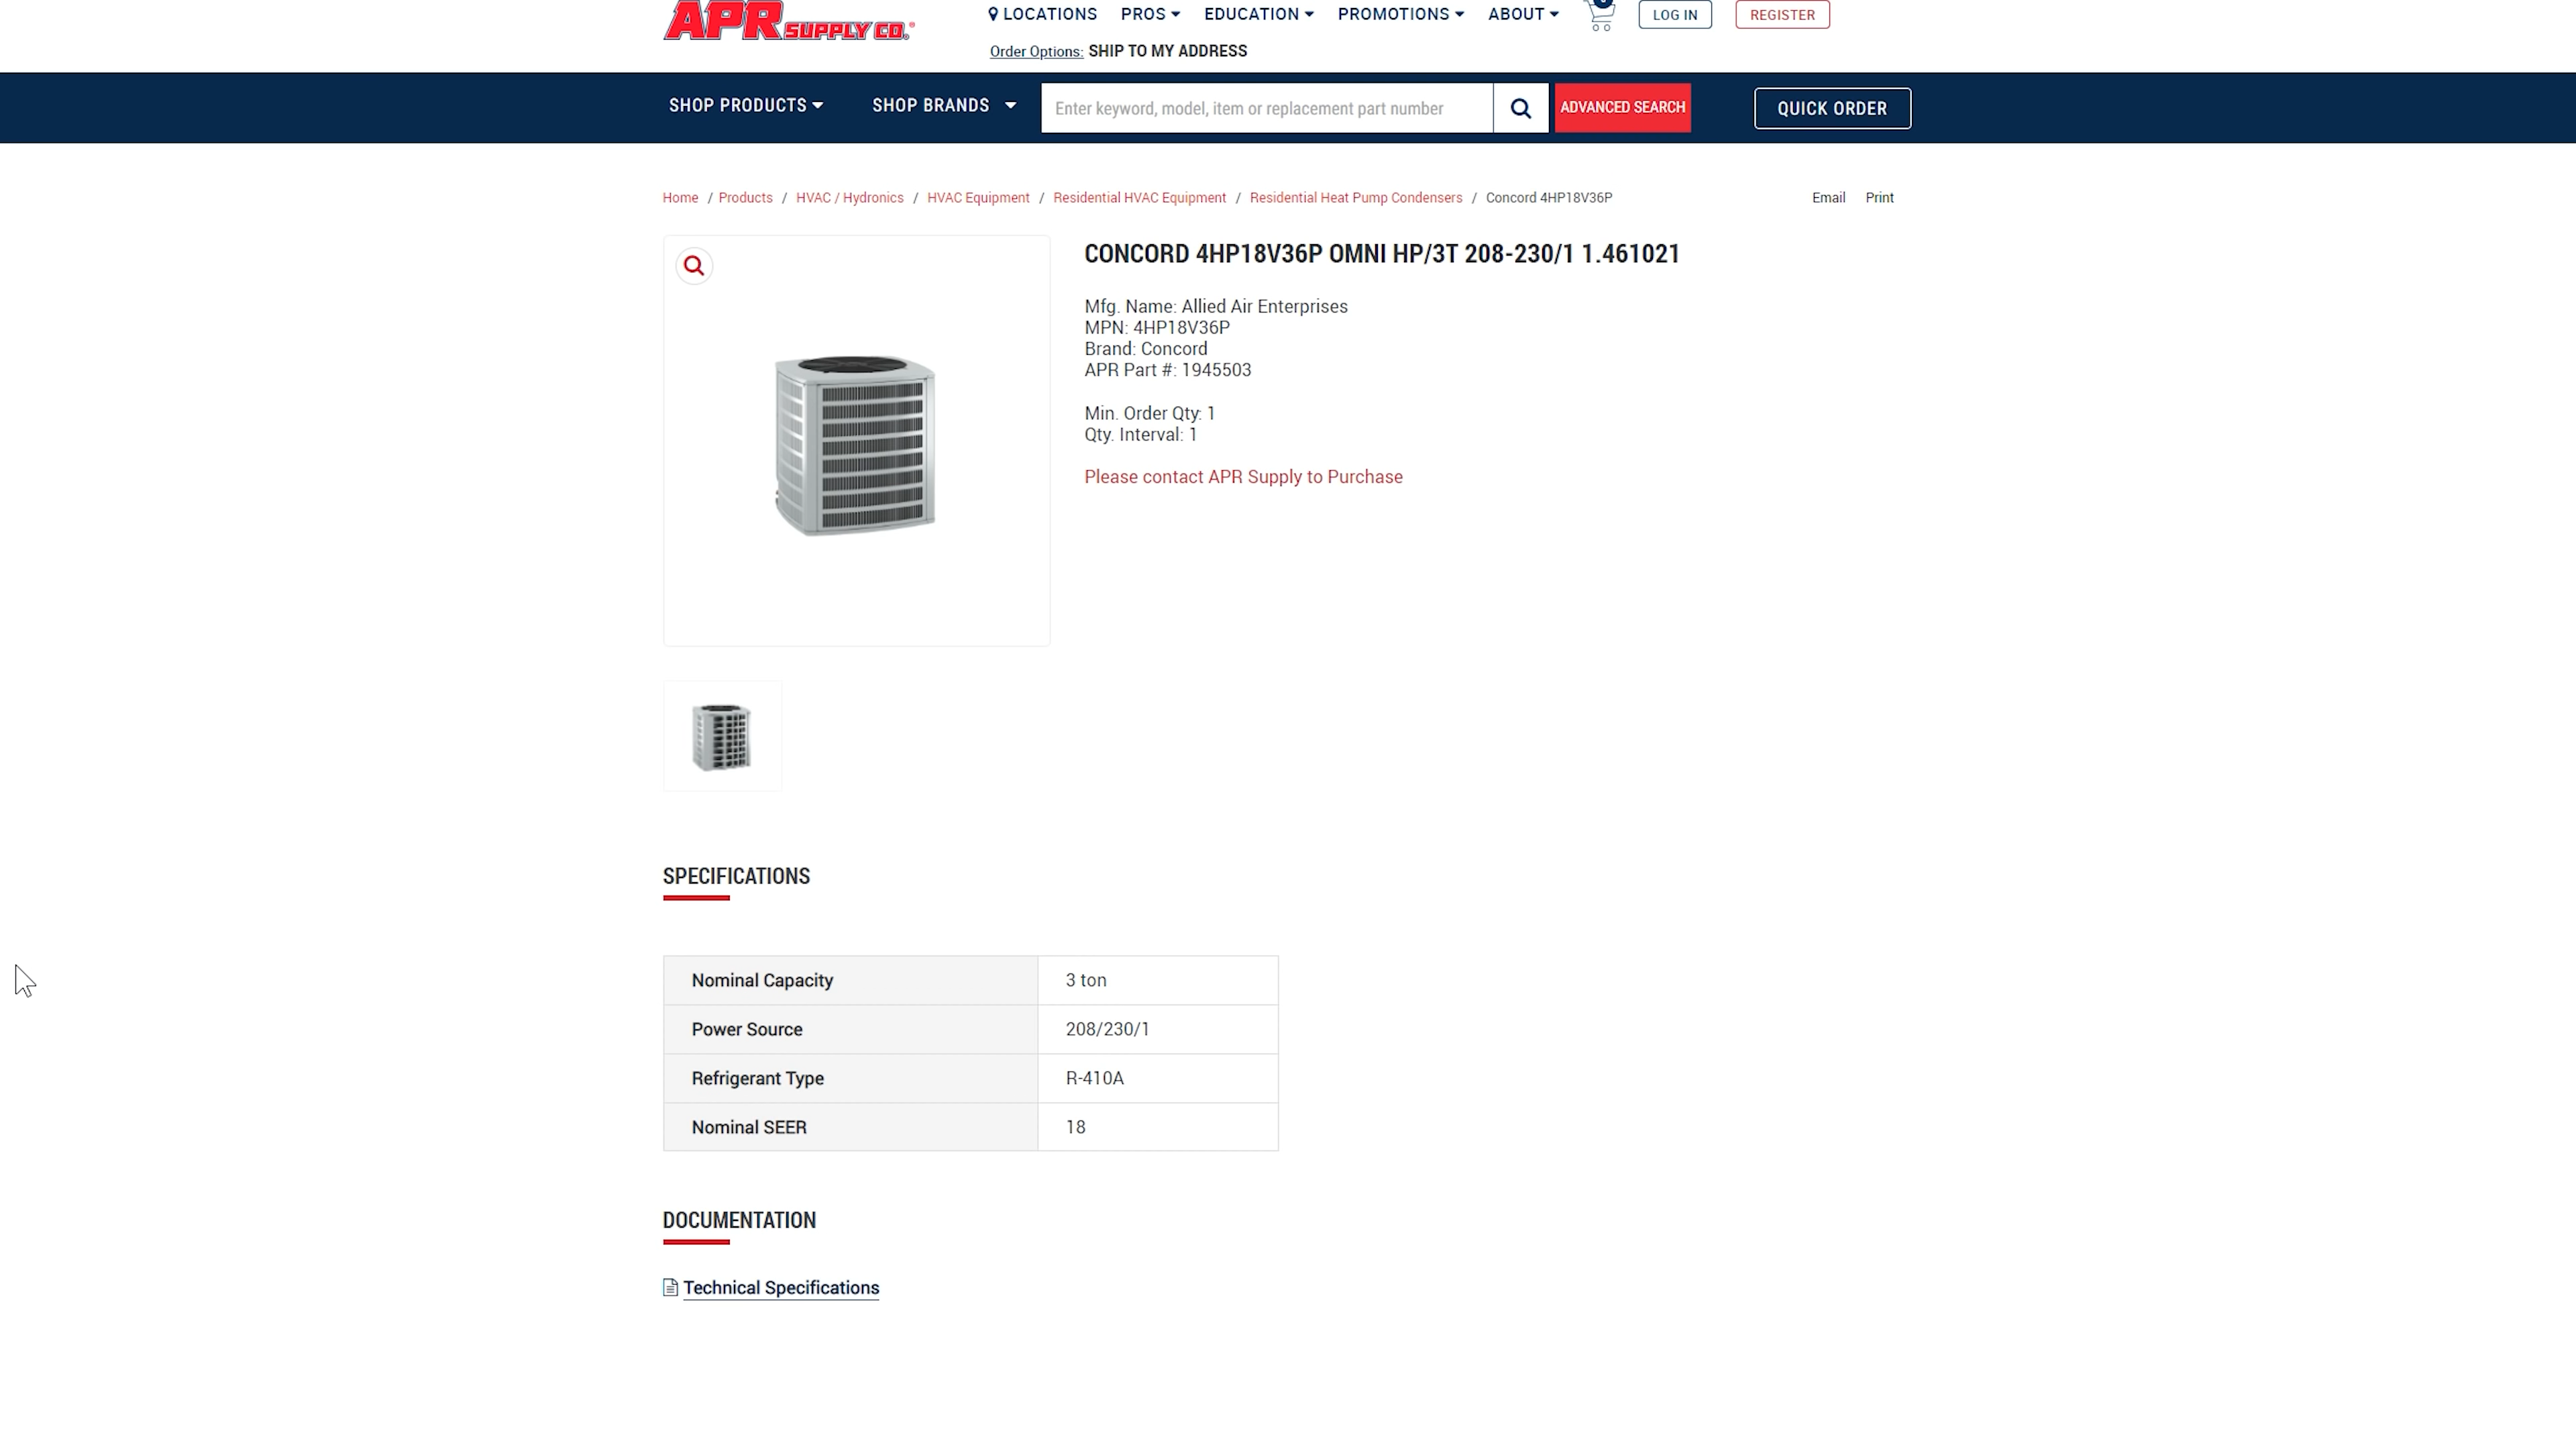 APR SUPPLY CO.®
LOCATIONS PROS EDUCATION PROMOTIONS ABOUT LOG IN REGISTER
Order Options: SHIP TO MY ADDRESS
SHOP PRODUCTS SHOP BRANDS Enter keyword, model, item or replacement part number ADVANCED SEARCH QUICK ORDER
Home / Products / HVAC / Hydronics / HVAC Equipment / Residential HVAC Equipment / Residential Heat Pump Condensers / Concord 4HP18V36P Email Print
CONCORD 4HP18V36P OMNI HP/3T 208-230/1 1.461021
Mfg. Name: Allied Air Enterprises
MPN: 4HP18V36P
Brand: Concord
APR Part #: 1945503
Min. Order Qty: 1
Qty. Interval: 1
Please contact APR Supply to Purchase
SPECIFICATIONS
Nominal Capacity 3 ton
Power Source 208/230/1
Refrigerant Type R-410A
Nominal SEER 18
DOCUMENTATION
Technical Specifications